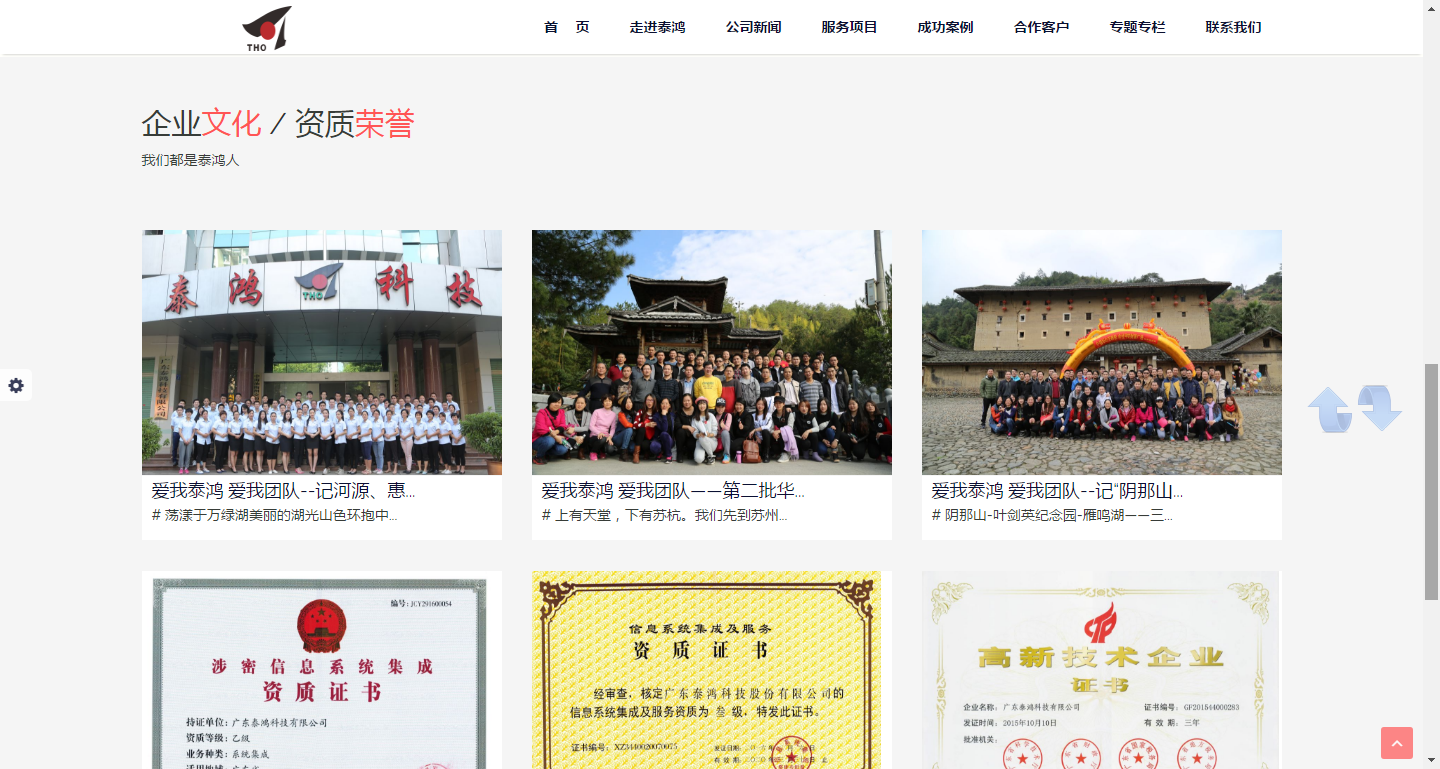 THO
首 页
走进泰鸿
公司新闻
服务项目
成功案例
合作客户
专题专栏
联系我们
企业文化 / 资质荣誉
我们都是泰鸿人
泰鸿 THO 科技
广东泰鸿科技有限公司
爱我泰鸿 爱我团队--记河源、惠...
# 荡漾于万绿湖美丽的湖光山色环抱中...
爱我泰鸿 爱我团队——第二批华...
# 上有天堂，下有苏杭。我们先到苏州...
爱我泰鸿 爱我团队--记“阴那山...
# 阴那山-叶剑英纪念园-雁鸣湖一一三...
编号：JCY291600054
涉密信息系统集成
资质证书
持证单位：广东泰鸿科技有限公司
资质等级：乙级
业务种类：系统集成
信息系统集成及服务
资质证书
经审查，核定广东泰鸿科技股份有限公司的
信息系统集成及服务资质为 叁 级，特发此证书。
证书编号：XZ3440020070075
高新技术企业
证书
企业名称：广东泰鸿科技有限公司
证书编号：GF201544000283
发证时间：2015年10月10日
有 效 期：三年
批准机关：